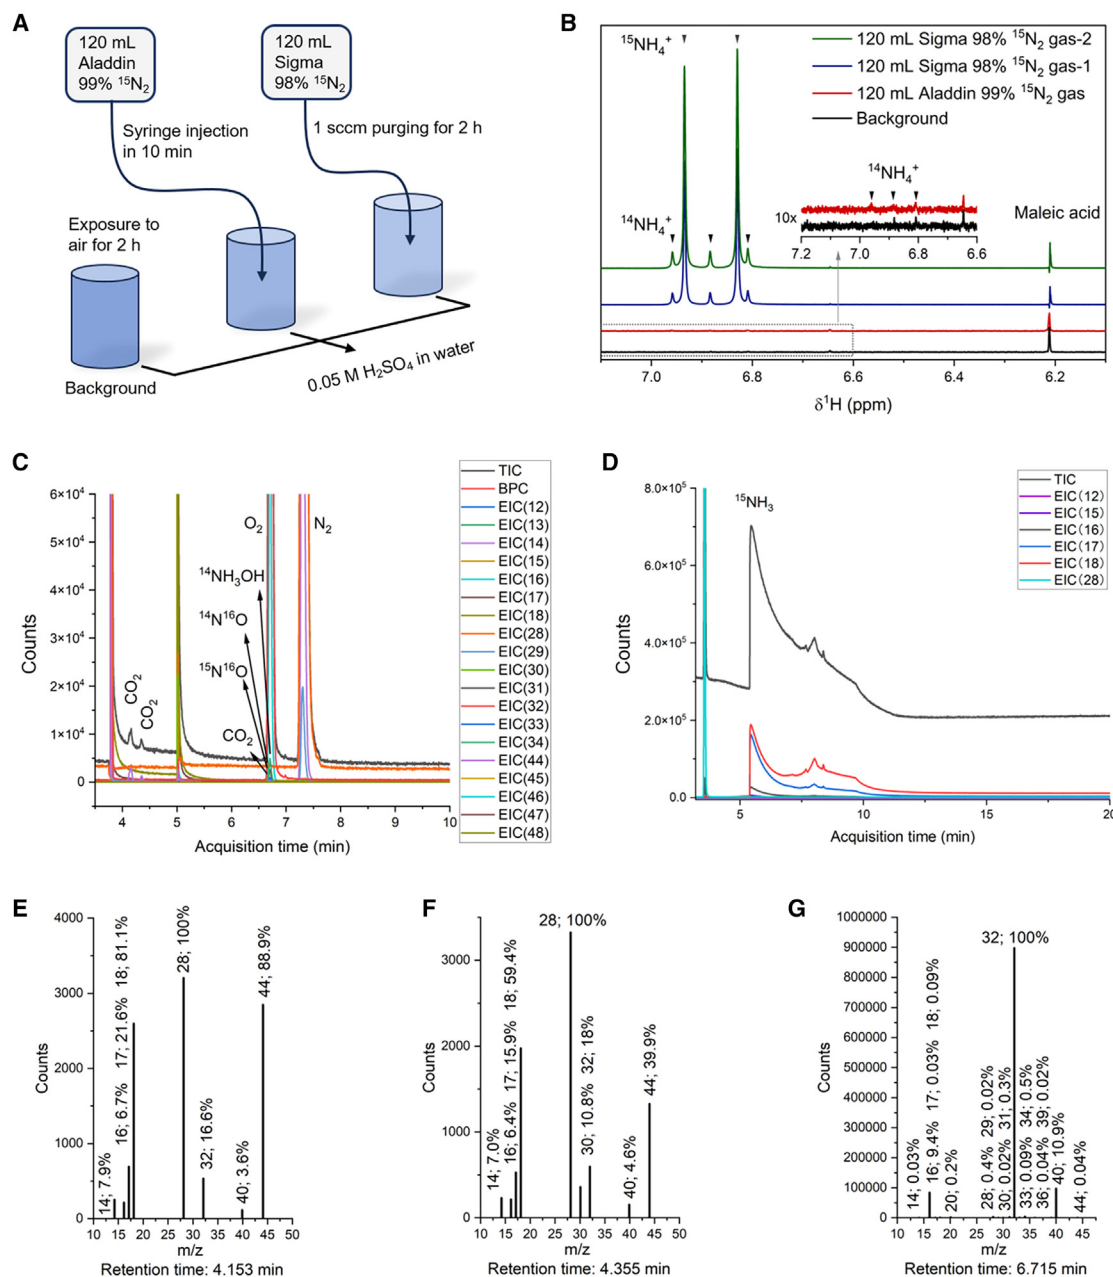 A
120 mL
Aladdin
99% ¹⁵N₂
120 mL
Sigma
98% ¹⁵N₂
Syringe injection
in 10 min
1 sccm purging for 2 h
Exposure to
air for 2 h
Background
0.05 M H₂SO₄ in water
B
¹⁵NH₄⁺
¹⁴NH₄⁺
120 mL Sigma 98% ¹⁵N₂ gas-2
120 mL Sigma 98% ¹⁵N₂ gas-1
120 mL Aladdin 99% ¹⁵N₂ gas
Background
¹⁴NH₄⁺
10x
7.2 7.0 6.8 6.6
Maleic acid
7.0 6.8 6.6 6.4 6.2
δ¹H (ppm)
C
Counts
6×10⁴
5×10⁴
4×10⁴
3×10⁴
2×10⁴
1×10⁴
0
CO₂
CO₂
O₂
N₂
¹⁴NH₃OH
¹⁴N¹⁶O
¹⁵N¹⁶O
CO₂
4 5 6 7 8 9 10
Acquisition time (min)
TIC
BPC
EIC(12)
EIC(13)
EIC(14)
EIC(15)
EIC(16)
EIC(17)
EIC(18)
EIC(28)
EIC(29)
EIC(30)
EIC(31)
EIC(32)
EIC(33)
EIC(34)
EIC(44)
EIC(45)
EIC(46)
EIC(47)
EIC(48)
D
Counts
8.0×10⁵
6.0×10⁵
4.0×10⁵
2.0×10⁵
0.0
¹⁵NH₃
5 10 15 20
Acquisition time (min)
TIC
EIC(12)
EIC(15)
EIC(16)
EIC(17)
EIC(18)
EIC(28)
E
Counts
4000
3000
2000
1000
0
14; 7.9%
16; 6.7%
17; 21.6%
18; 81.1%
28; 100%
32; 16.6%
40; 3.6%
44; 88.9%
10 15 20 25 30 35 40 45 50
m/z
Retention time: 4.153 min
F
Counts
3000
2000
1000
0
14; 7.0%
16; 6.4%
17; 15.9%
18; 59.4%
28; 100%
30; 10.8%
32; 18%
40; 4.6%
44; 39.9%
10 15 20 25 30 35 40 45 50
m/z
Retention time: 4.355 min
G
Counts
1000000
900000
800000
700000
600000
500000
400000
300000
200000
100000
0
14; 0.03%
16; 9.4%
17; 0.03%
18; 0.09%
20; 0.2%
28; 0.4%
29; 0.02%
30; 0.02%
31; 0.3%
32; 100%
33; 0.09%
34; 0.5%
36; 0.04%
39; 0.02%
40; 10.9%
44; 0.04%
10 15 20 25 30 35 40 45
m/z
Retention time: 6.715 min